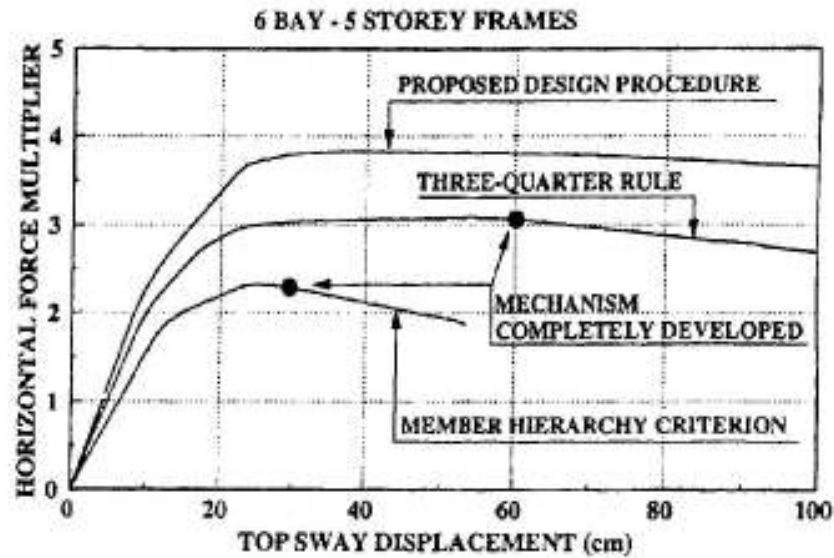 6 BAY - 5 STOREY FRAMES
HORIZONTAL FORCE MULTIPLIER
5
4
3
2
1
0
PROPOSED DESIGN PROCEDURE
THREE-QUARTER RULE
MECHANISM
COMPLETELY DEVELOPED
MEMBER HIERARCHY CRITERION
0 20 40 60 80 100
TOP SWAY DISPLACEMENT (cm)